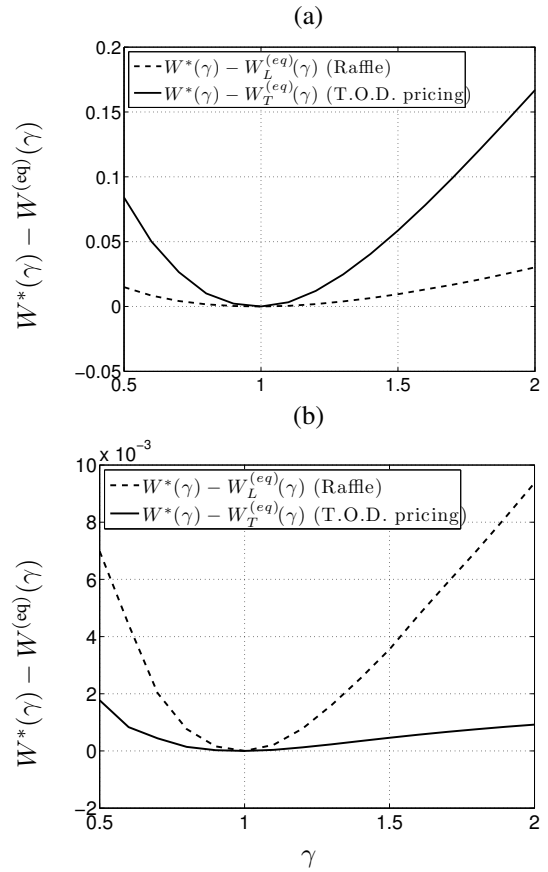 (a)
0.2
W*(γ) − W_L^(eq)(γ) (Raffle)
W*(γ) − W_T^(eq)(γ) (T.O.D. pricing)
0.15
0.1
0.05
0
−0.05
W*(γ) − W^(eq)(γ)
0.5 1 1.5 2
(b)
10 x 10^−3
W*(γ) − W_L^(eq)(γ) (Raffle)
W*(γ) − W_T^(eq)(γ) (T.O.D. pricing)
8
6
4
2
0
−2
W*(γ) − W^(eq)(γ)
0.5 1 1.5 2
γ